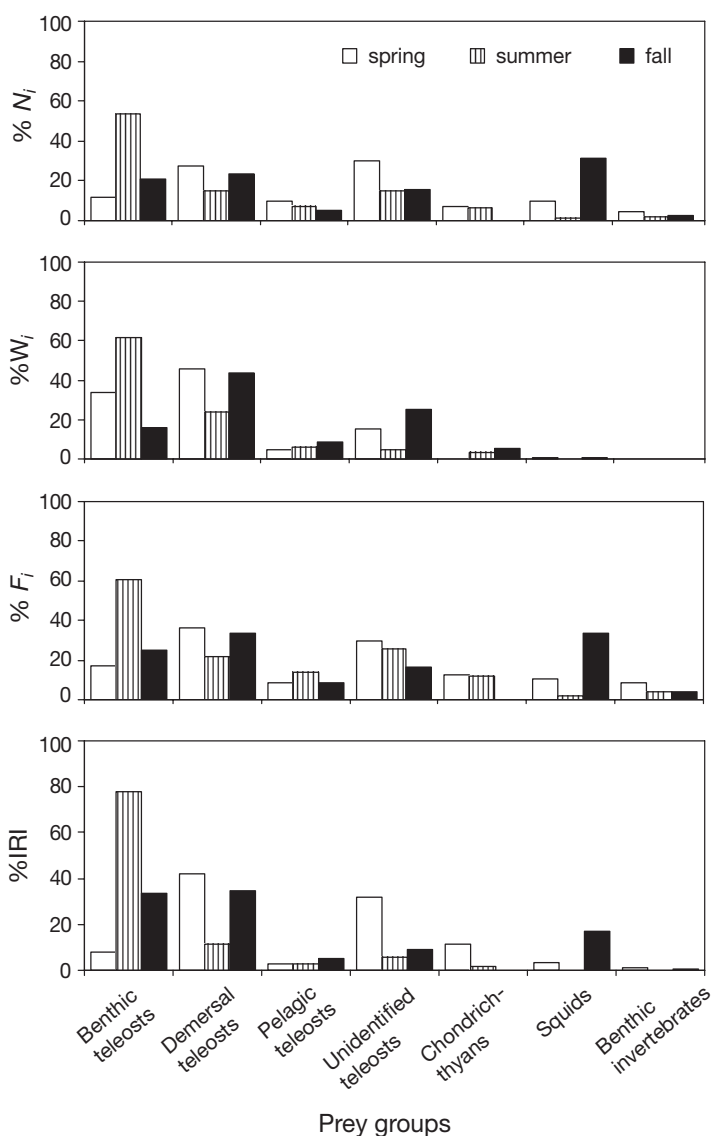 100
80
60
40
20
0
% Nᵢ
spring summer fall
100
80
60
40
20
0
%Wᵢ
100
80
60
40
20
0
% Fᵢ
100
80
60
40
20
0
%IRI
Benthic
teleosts
Demersal
teleosts
Pelagic
teleosts
Unidentified
teleosts
Chondrich-
thyans
Squids
Benthic
invertebrates
Prey groups